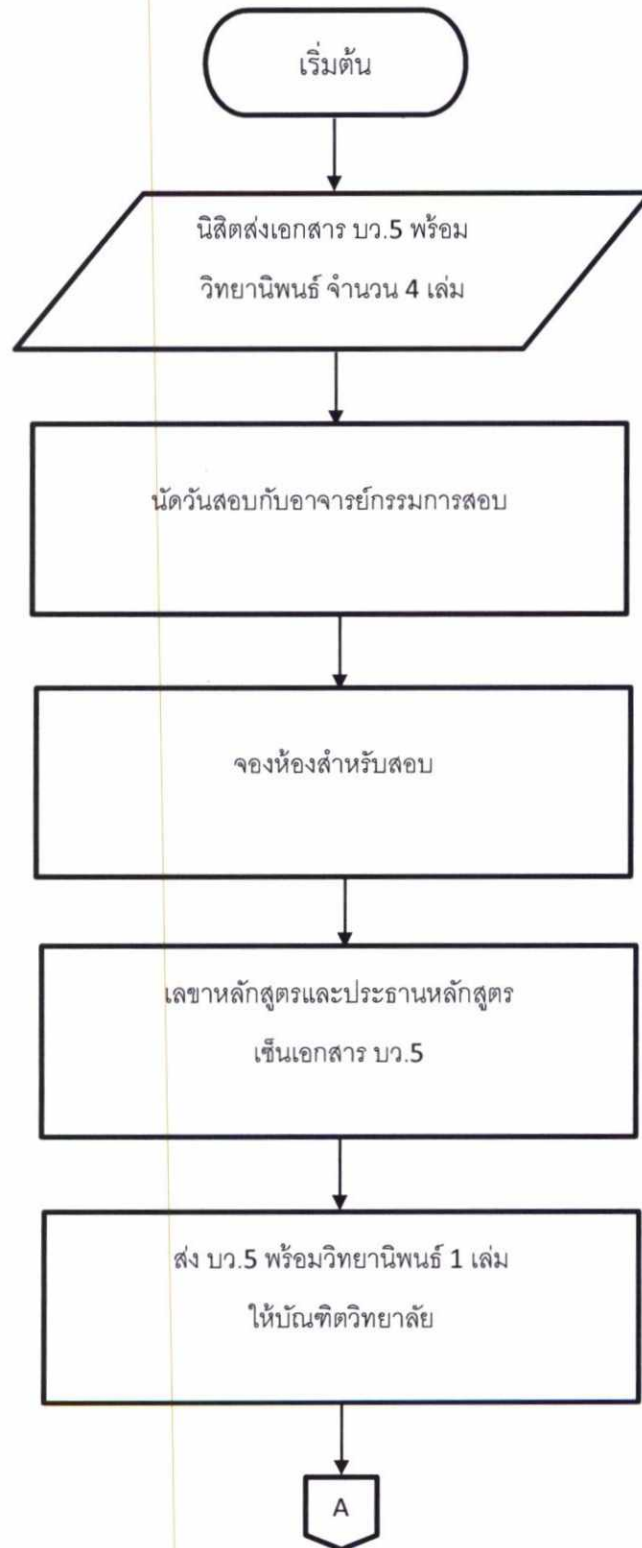 เริ่มต้น
นิสิตส่งเอกสาร บว.5 พร้อม
วิทยานิพนธ์ จำนวน 4 เล่ม
นัดวันสอบกับอาจารย์กรรมการสอบ
จองห้องสำหรับสอบ
เลขาหลักสูตรและประธานหลักสูตร
เซ็นเอกสาร บว.5
ส่ง บว.5 พร้อมวิทยานิพนธ์ 1 เล่ม
ให้บัณฑิตวิทยาลัย
A